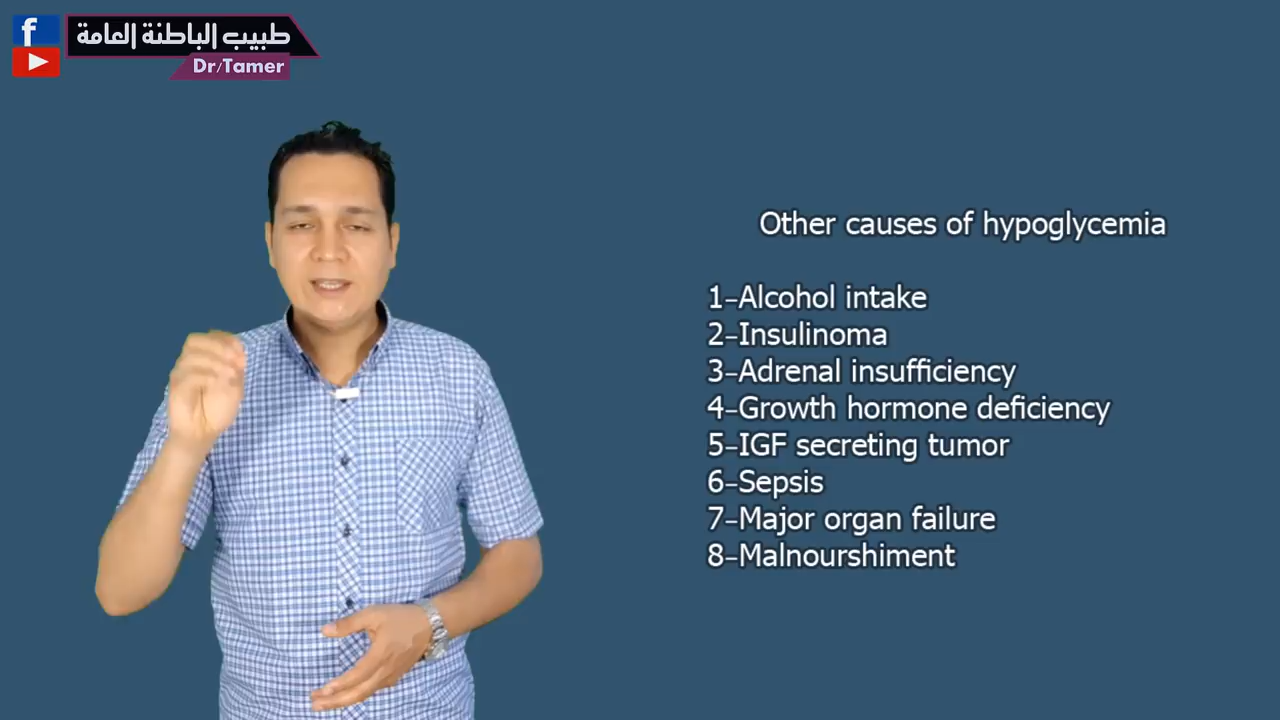 f
طبيب الباطنة العامة
Dr/Tamer
Other causes of hypoglycemia
1-Alcohol intake
2-Insulinoma
3-Adrenal insufficiency
4-Growth hormone deficiency
5-IGF secreting tumor
6-Sepsis
7-Major organ failure
8-Malnourshiment